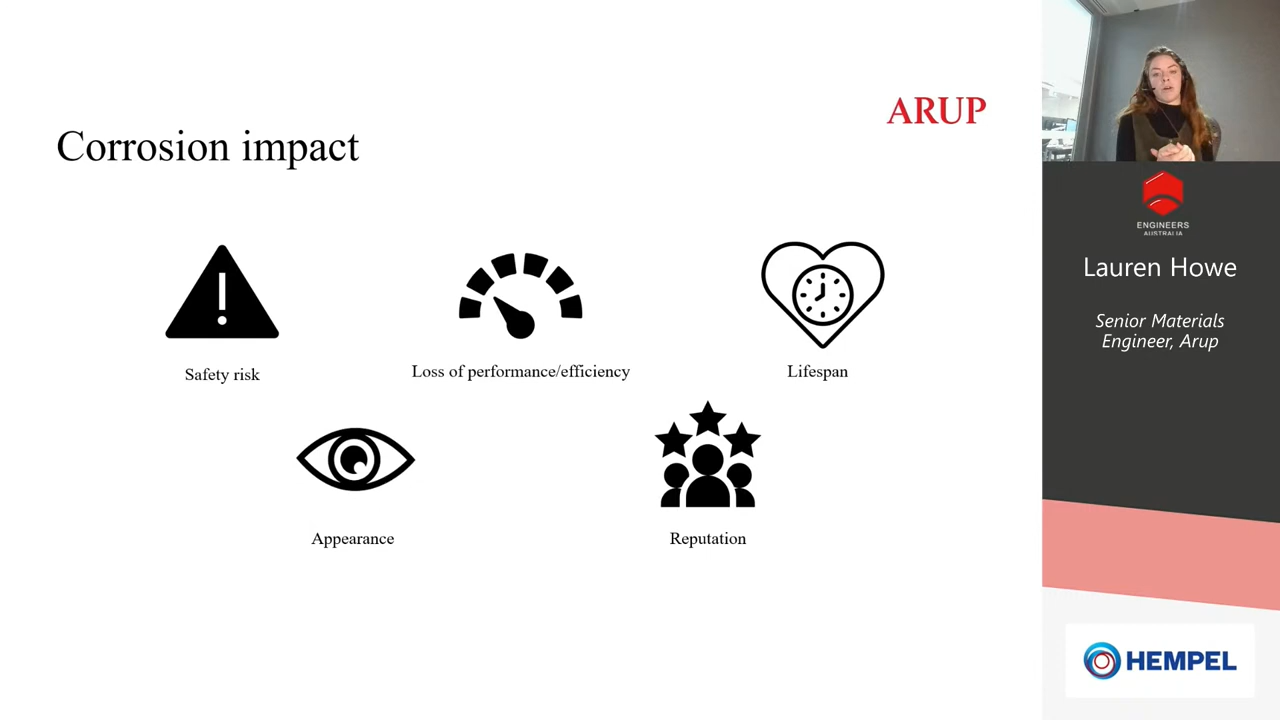 ARUP
Corrosion impact
Safety risk
Loss of performance/efficiency
Lifespan
Appearance
Reputation
ENGINEERS
AUSTRALIA
Lauren Howe
Senior Materials
Engineer, Arup
HEMPEL